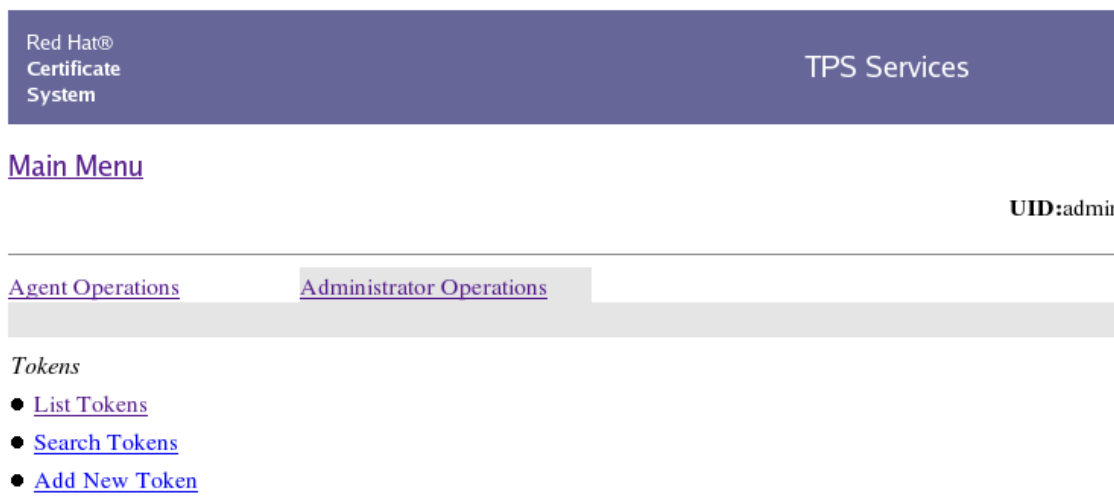 Red Hat®
Certificate
System
TPS Services
Main Menu
UID:admin
Agent Operations
Administrator Operations
Tokens
List Tokens
Search Tokens
Add New Token